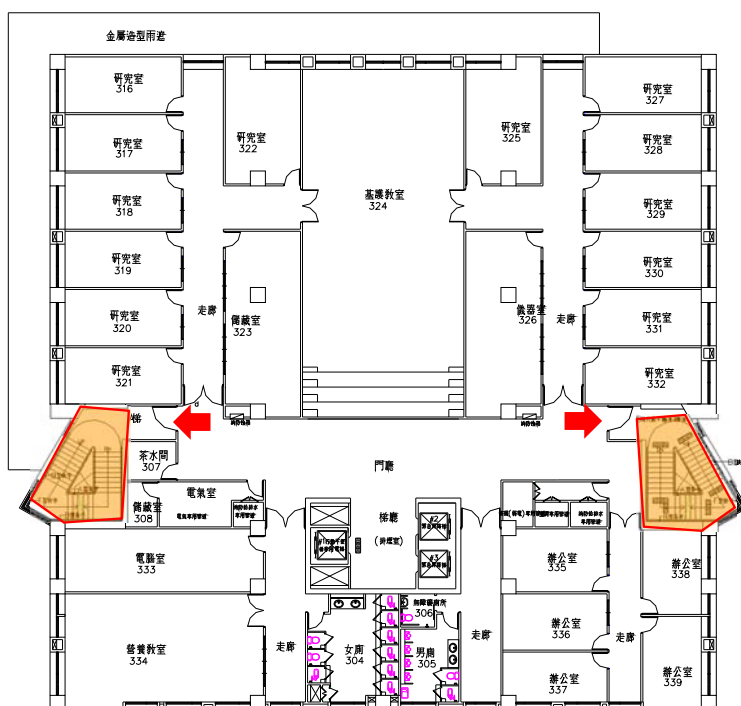 金屬造型雨遮
研究室
316
研究室
317
研究室
318
研究室
319
研究室
320
研究室
321
研究室
322
儲藏室
323
基護教室
324
研究室
325
儀器室
326
研究室
327
研究室
328
研究室
329
研究室
330
研究室
331
研究室
332
走廊
走廊
梯
茶水間
307
儲藏室
308
電氣室
門廳
梯廳
(排煙室)
#1
#2
#3
電腦室
333
營養教室
334
走廊
女廁
304
男廁
305
無障礙廁所
306
走廊
辦公室
335
辦公室
336
辦公室
337
走廊
辦公室
338
辦公室
339